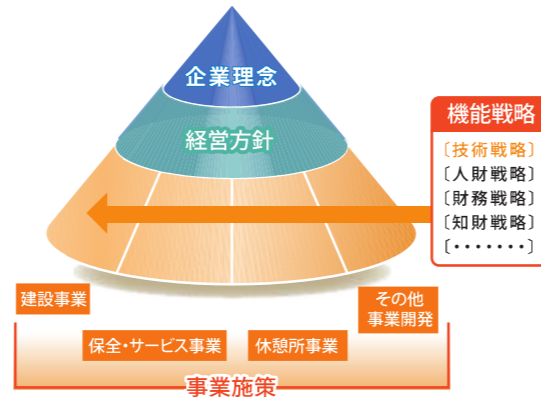 企業理念
経営方針
機能戦略
〔技術戦略〕
〔人財戦略〕
〔財務戦略〕
〔知財戦略〕
〔・・・・・・・〕
建設事業
保全・サービス事業
休憩所事業
その他
事業開発
事業施策